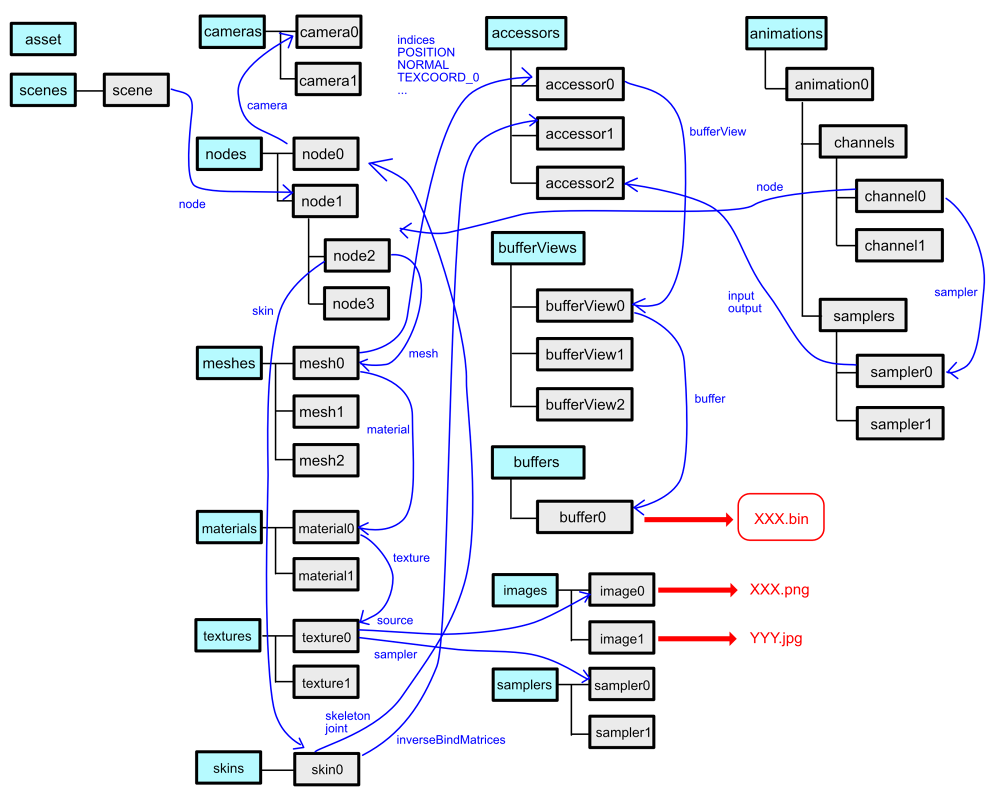 asset
scenes
scene
cameras
camera0
camera1
camera
nodes
node0
node1
node2
node3
node
skin
mesh
meshes
mesh0
mesh1
mesh2
material
materials
material0
material1
texture
textures
texture0
texture1
source
sampler
skeleton
joint
inverseBindMatrices
skins
skin0
indices
POSITION
NORMAL
TEXCOORD_0
...
accessors
accessor0
accessor1
accessor2
bufferView
bufferViews
bufferView0
bufferView1
bufferView2
buffer
buffers
buffer0
XXX.bin
images
image0
XXX.png
image1
YYY.jpg
samplers
sampler0
sampler1
animations
animation0
channels
channel0
channel1
node
sampler
input
output
samplers
sampler0
sampler1